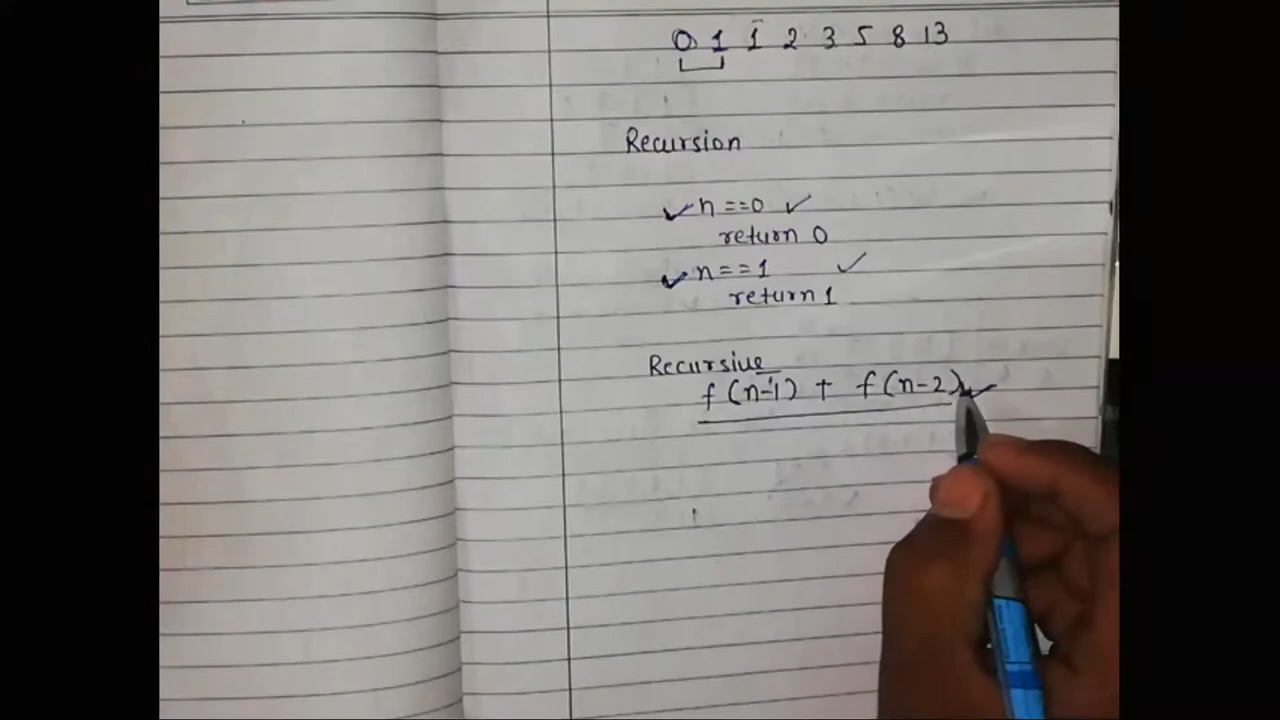 0 1 1 2 3 5 8 13
Recursion
n==0
return 0
n==1
return 1
Recursive
f(n-1) + f(n-2)